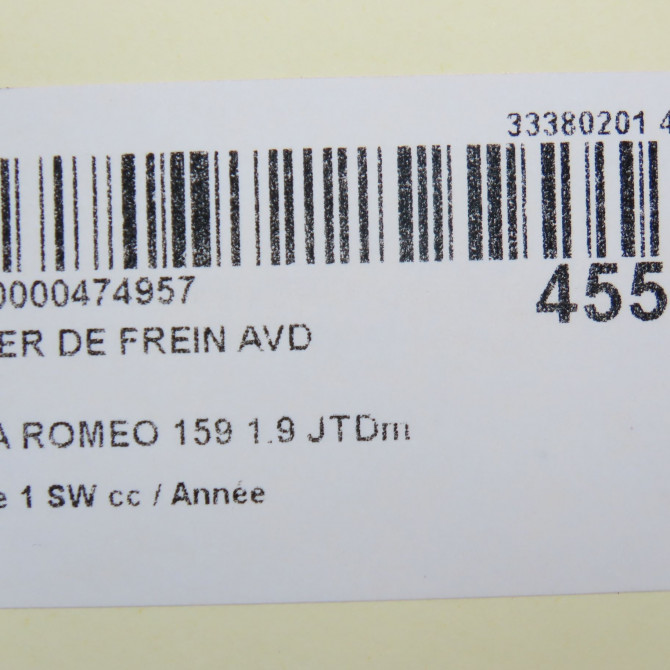 33380201 4
0000474957
455
ER DE FREIN AVD
A ROMEO 159 1.9 JTDm
e 1 SW cc / Année